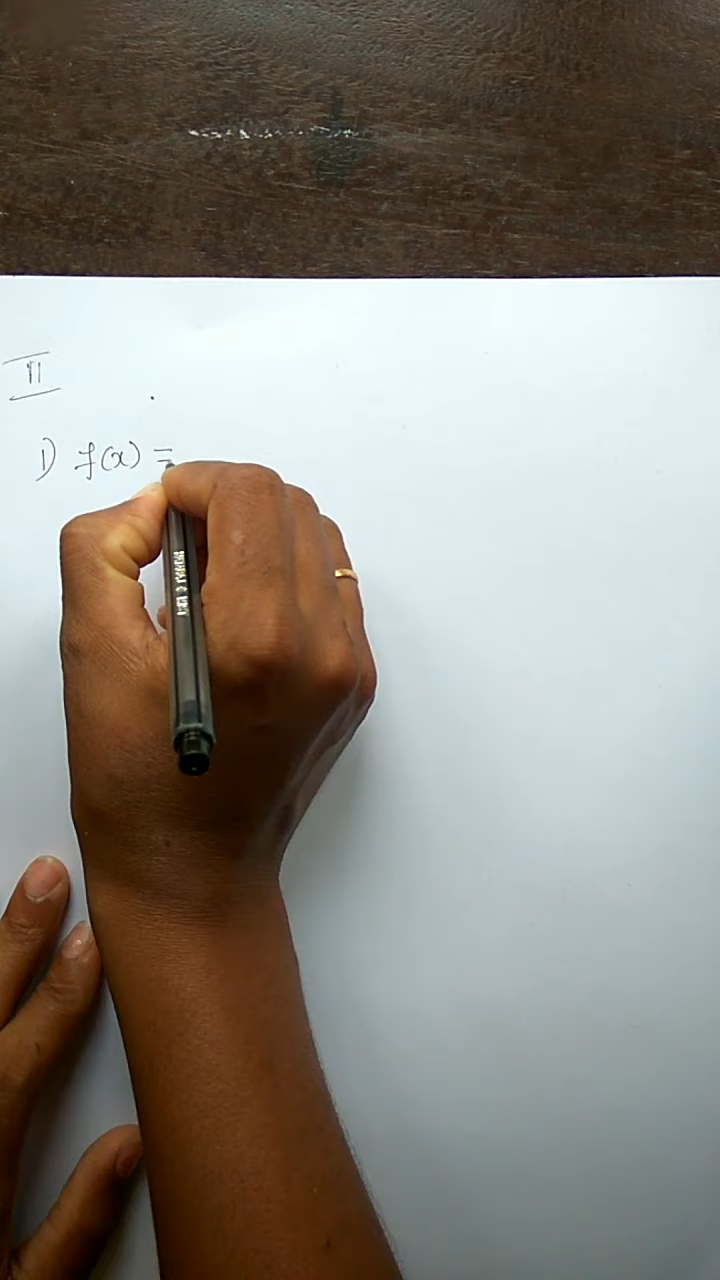 II
1) f(x) =